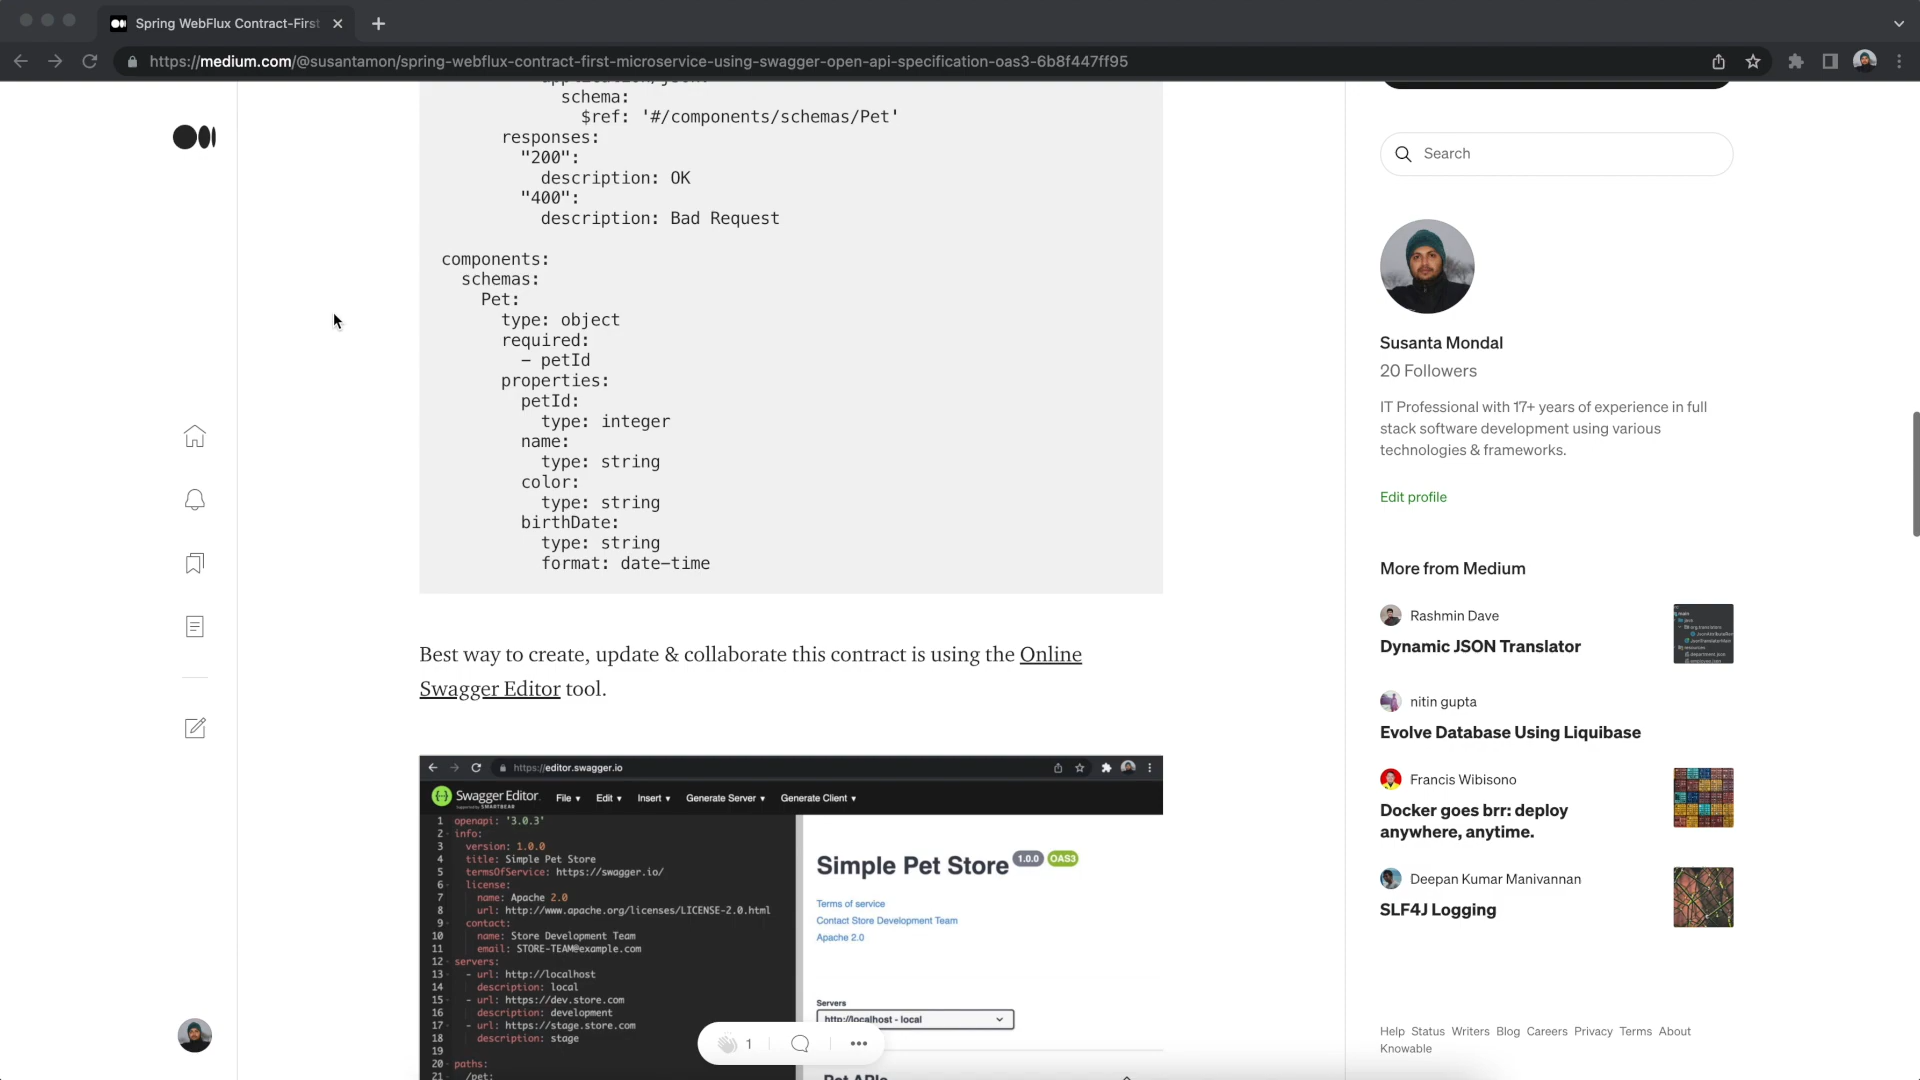 Spring WebFlux Contract-First
https://medium.com/@susantamon/spring-webflux-contract-first-microservice-using-swagger-open-api-specification-oas3-6b8f447ff95
schema:
$ref: '#/components/schemas/Pet'
responses:
"200":
description: OK
"400":
description: Bad Request
components:
schemas:
Pet:
type: object
required:
- petId
properties:
petId:
type: integer
name:
type: string
color:
type: string
birthDate:
type: string
format: date-time
Best way to create, update & collaborate this contract is using the Online
Swagger Editor tool.
https://editor.swagger.io
Swagger Editor
Supported by SMARTBEAR
File Edit Insert Generate Server Generate Client
1 openapi: '3.0.3'
2 info:
3 version: 1.0.0
4 title: Simple Pet Store
5 termsOfService: https://swagger.io/
6 license:
7 name: Apache 2.0
8 url: http://www.apache.org/licenses/LICENSE-2.0.html
9 contact:
10 name: Store Development Team
11 email: STORE-TEAM@example.com
12 servers:
13 - url: http://localhost
14 description: local
15 - url: https://dev.store.com
16 description: development
17 - url: https://stage.store.com
18 description: stage
19
20 paths:
21 /pet:
Simple Pet Store 1.0.0 OAS3
Terms of service
Contact Store Development Team
Apache 2.0
Servers
http://localhost - local
Pet APIs
1
Search
Susanta Mondal
20 Followers
IT Professional with 17+ years of experience in full
stack software development using various
technologies & frameworks.
Edit profile
More from Medium
Rashmin Dave
Dynamic JSON Translator
nitin gupta
Evolve Database Using Liquibase
Francis Wibisono
Docker goes brr: deploy
anywhere, anytime.
Deepan Kumar Manivannan
SLF4J Logging
Help Status Writers Blog Careers Privacy Terms About
Knowable